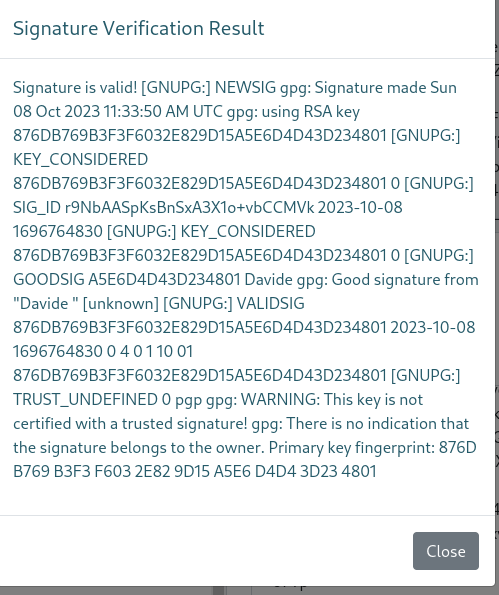 Signature Verification Result
Signature is valid! [GNUPG:] NEWSIG gpg: Signature made Sun
08 Oct 2023 11:33:50 AM UTC gpg: using RSA key
876DB769B3F3F6032E829D15A5E6D4D43D234801 [GNUPG:]
KEY_CONSIDERED
876DB769B3F3F6032E829D15A5E6D4D43D234801 0 [GNUPG:]
SIG_ID r9NbAASpKsBnSxA3X1o+vbCCMVk 2023-10-08
1696764830 [GNUPG:] KEY_CONSIDERED
876DB769B3F3F6032E829D15A5E6D4D43D234801 0 [GNUPG:]
GOODSIG A5E6D4D43D234801 Davide gpg: Good signature from
"Davide " [unknown] [GNUPG:] VALIDSIG
876DB769B3F3F6032E829D15A5E6D4D43D234801 2023-10-08
1696764830 0 4 0 1 10 01
876DB769B3F3F6032E829D15A5E6D4D43D234801 [GNUPG:]
TRUST_UNDEFINED 0 pgp gpg: WARNING: This key is not
certified with a trusted signature! gpg: There is no indication that
the signature belongs to the owner. Primary key fingerprint: 876D
B769 B3F3 F603 2E82 9D15 A5E6 D4D4 3D23 4801
Close